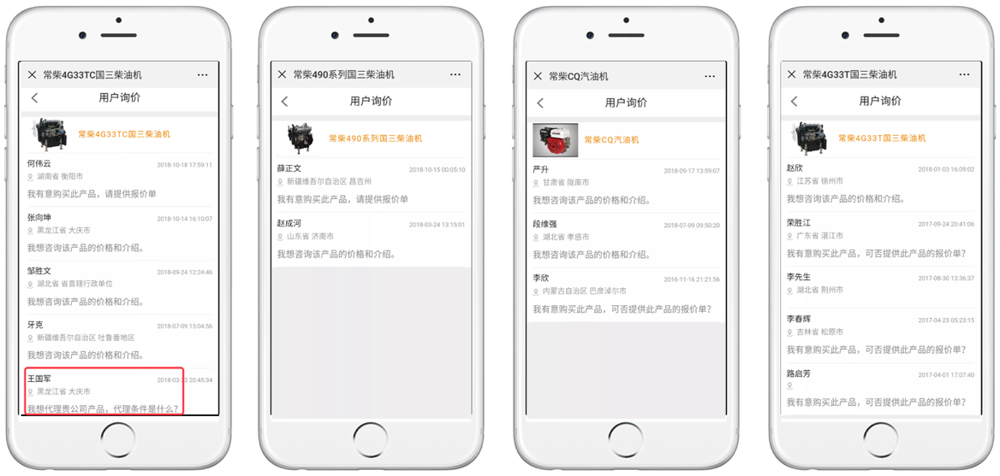 常柴4G33TC国三柴油机
用户询价
常柴4G33TC国三柴油机
何伟云
2018-10-18 17:59:11
湖南省 衡阳市
我有意购买此产品，请提供报价单
张向坤
2018-10-14 16:10:07
黑龙江省 大庆市
我想咨询该产品的价格和介绍。
邹胜文
2018-09-24 12:24:46
湖北省 省直辖行政单位
我想咨询该产品的价格和介绍。
牙克
2018-07-09 15:04:56
新疆维吾尔自治区 吐鲁番地区
我想咨询该产品的价格和介绍。
王国军
20:45:34
黑龙江省 大庆市
我想代理贵公司产品，代理条件是什么？
常柴490系列国三柴油机
用户询价
常柴490系列国三柴油机
薛正文
2018-10-15 00:05:10
新疆维吾尔自治区 昌吉州
我有意购买此产品，请提供报价单
赵成河
2018-03-24 13:15:01
山东省 济南市
我想咨询该产品的价格和介绍。
常柴CQ汽油机
用户询价
常柴CQ汽油机
严升
2018-09-17 13:59:07
甘肃省 陇南市
我想咨询该产品的价格和介绍。
段维强
2018-07-09 09:50:20
湖北省 孝感市
我想咨询该产品的价格和介绍。
李欣
2016-11-16 21:21:56
内蒙古自治区 巴彦淖尔市
我有意购买此产品，可否提供此产品的报价单？
常柴4G33T国三柴油机
用户询价
常柴4G33T国三柴油机
赵欣
2018-01-03 16:09:02
江苏省 徐州市
我想咨询该产品的价格和介绍。
荣胜江
2017-09-24 20:41:06
广东省 湛江市
我有意购买此产品，可否提供此产品的报价单？
李先生
2017-08-30 13:36:37
湖北省 荆州市
李春辉
2017-04-23 05:23:15
吉林省 松原市
我有意购买此产品，可否提供此产品的报价单？
路启芳
2017-04-01 17:07:40
我有意购买此产品，可否提供此产品的报价单？